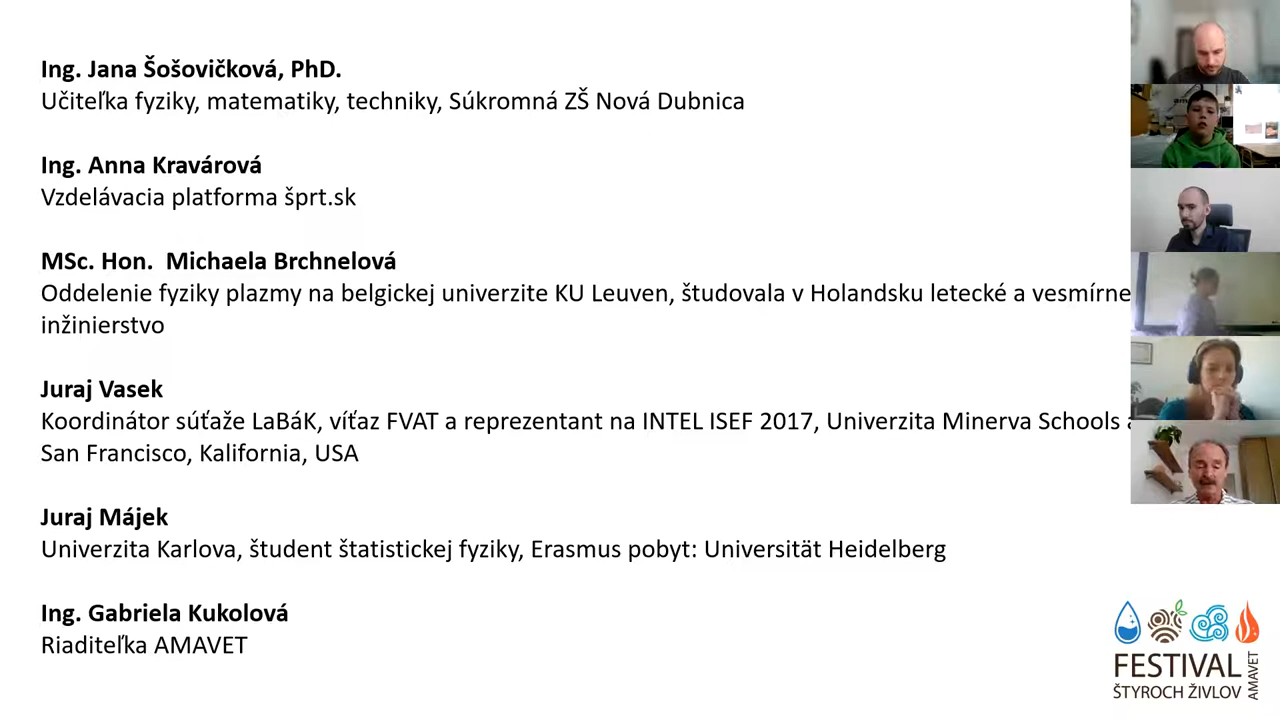 Ing. Jana Šošovičková, PhD.
Učiteľka fyziky, matematiky, techniky, Súkromná ZŠ Nová Dubnica
Ing. Anna Kravárová
Vzdelávacia platforma šprt.sk
MSc. Hon. Michaela Brchnelová
Oddelenie fyziky plazmy na belgickej univerzite KU Leuven, študovala v Holandsku letecké a vesmírne
inžinierstvo
Juraj Vasek
Koordinátor súťaže LaBáK, víťaz FVAT a reprezentant na INTEL ISEF 2017, Univerzita Minerva Schools
San Francisco, Kalifornia, USA
Juraj Májek
Univerzita Karlova, študent štatistickej fyziky, Erasmus pobyt: Universität Heidelberg
Ing. Gabriela Kukolová
Riaditeľka AMAVET
FESTIVAL
ŠTYROCH ŽIVLOV
AMAVET